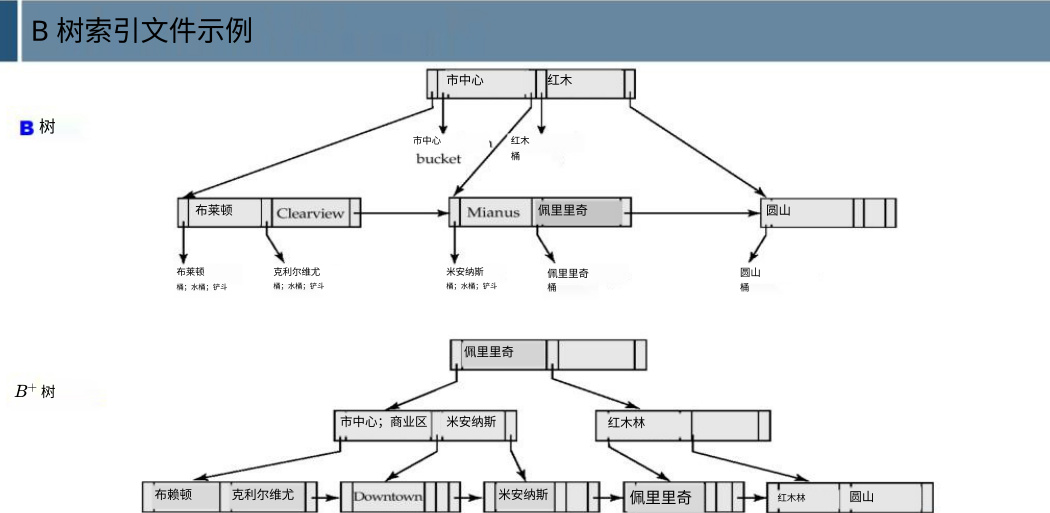 B 树索引文件示例
市中心
红木
B 树
市中心
bucket
红木
桶
布莱顿
Clearview
Mianus
佩里里奇
圆山
布莱顿
桶；水桶；铲斗
克利尔维尤
桶；水桶；铲斗
米安纳斯
桶；水桶；铲斗
佩里里奇
桶
圆山
桶
佩里里奇
B+ 树
市中心；商业区
米安纳斯
红木林
布赖顿
克利尔维尤
Downtown
米安纳斯
佩里里奇
红木林
圆山